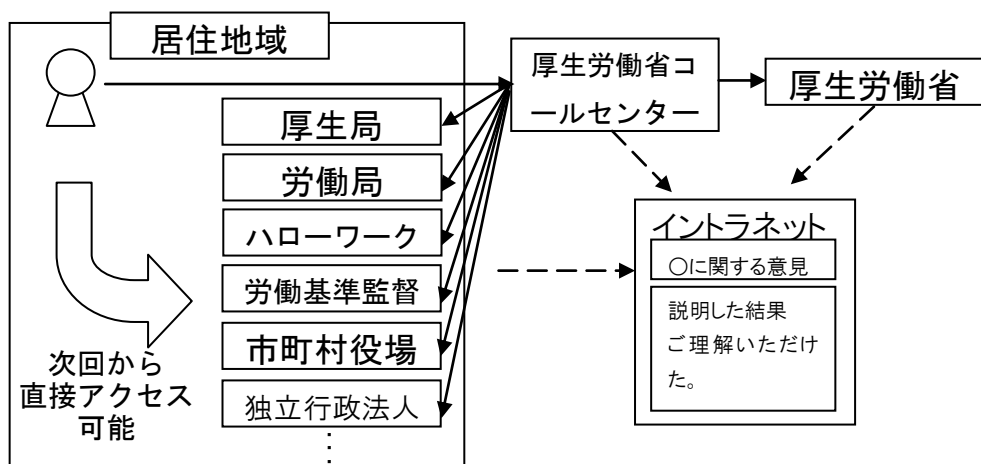 居住地域
厚生労働省コ
ールセンター
厚生労働省
厚生局
労働局
ハローワーク
労働基準監督
市町村役場
独立行政法人
⋮
次回から
直接アクセス
可能
イントラネット
○に関する意見
説明した結果
ご理解いただけ
た。